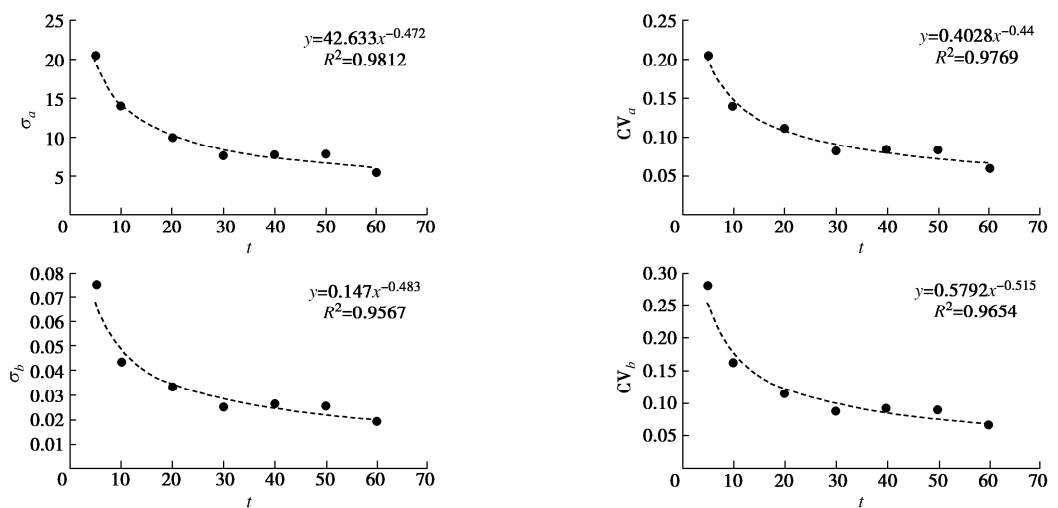 25
20
15
10
5
0
10 20 30 40 50 60 70
σa
t
y=42.633x−0.472
R2=0.9812
0.25
0.20
0.15
0.10
0.05
0
10 20 30 40 50 60 70
CVa
t
y=0.4028x−0.44
R2=0.9769
0.08
0.07
0.06
0.05
0.04
0.03
0.02
0.01
0
10 20 30 40 50 60 70
σb
t
y=0.147x−0.483
R2=0.9567
0.30
0.25
0.20
0.15
0.10
0.05
0
10 20 30 40 50 60 70
CVb
t
y=0.5792x−0.515
R2=0.9654